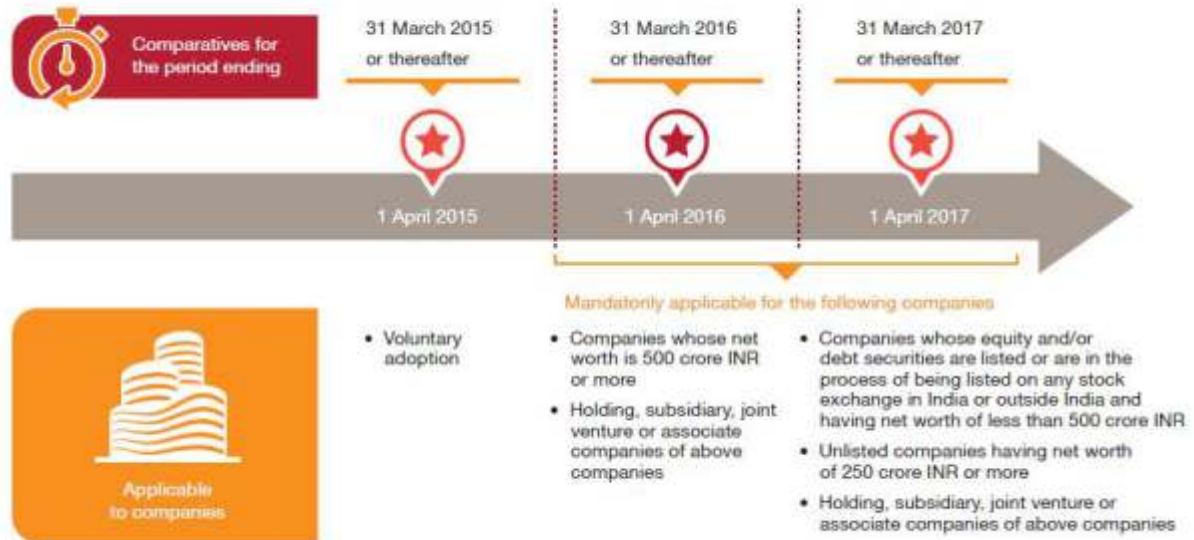 Comparatives for
the period ending
31 March 2015
or thereafter
31 March 2016
or thereafter
31 March 2017
or thereafter
1 April 2015
1 April 2016
1 April 2017
Mandatorily applicable for the following companies
Applicable
to companies
• Voluntary
adoption
• Companies whose net
worth is 500 crore INR
or more
• Holding, subsidiary, joint
venture or associate
companies of above
companies
• Companies whose equity and/or
debt securities are listed or are in the
process of being listed on any stock
exchange in India or outside India and
having net worth of less than 500 crore INR
• Unlisted companies having net worth
of 250 crore INR or more
• Holding, subsidiary, joint venture or
associate companies of above companies